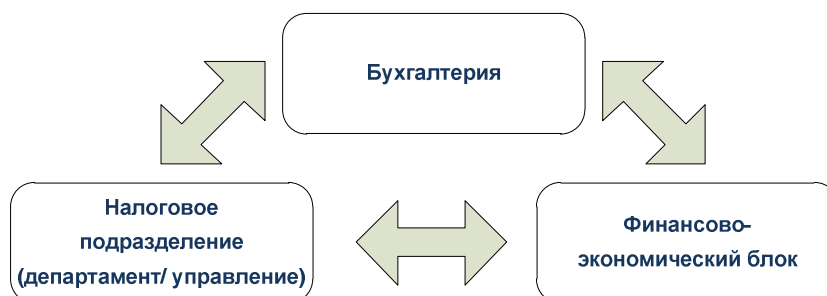 Бухгалтерия
Налоговое
подразделение
(департамент/ управление)
Финансово-
экономический блок